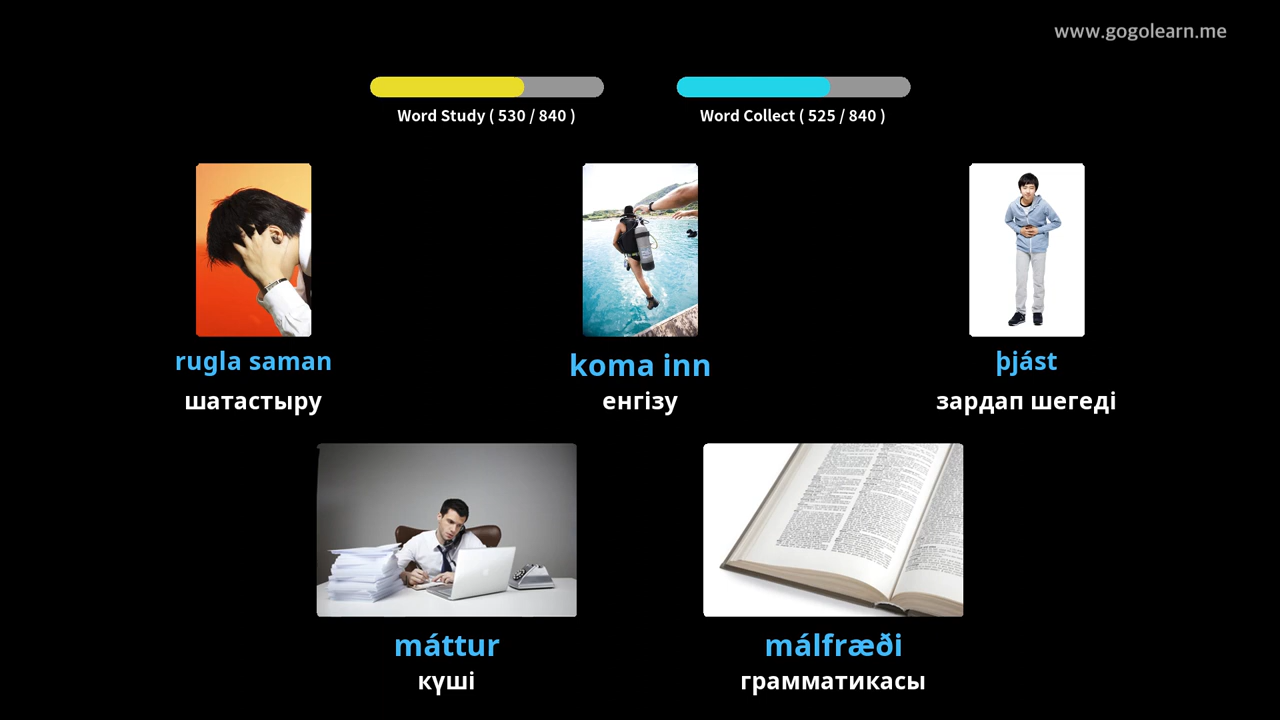 www.gogolearn.me
Word Study ( 530 / 840 )
Word Collect ( 525 / 840 )
rugla saman
шатастыру
koma inn
енгізу
þjást
зардап шегеді
máttur
күші
málfræði
грамматикасы